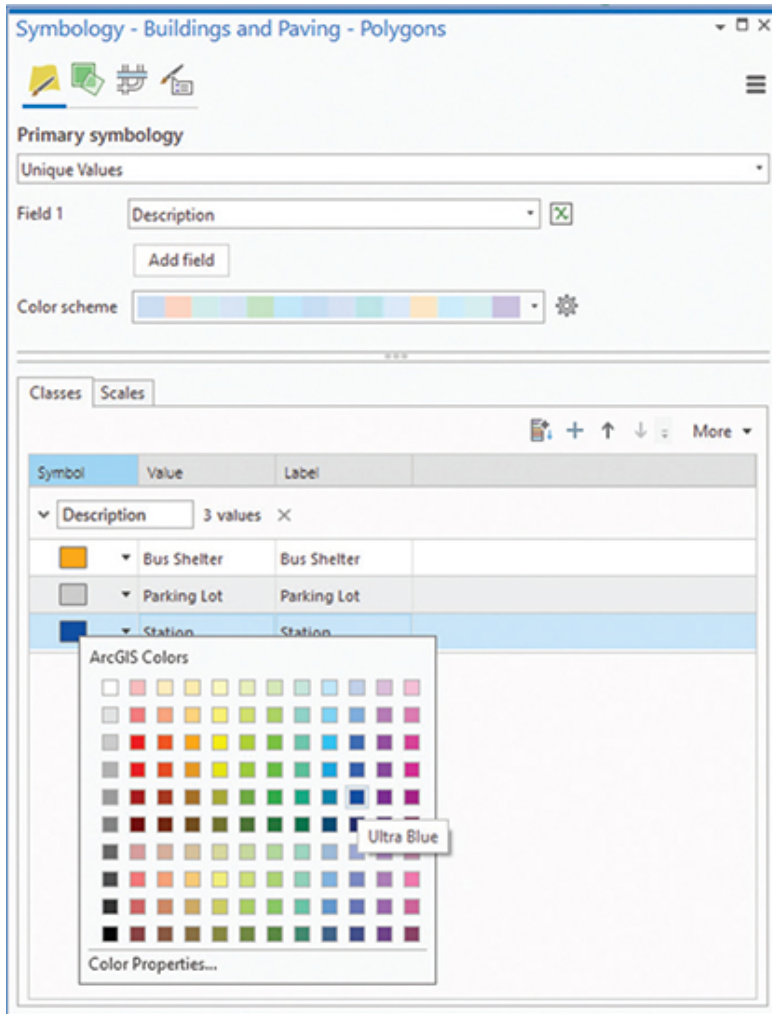 Symbology - Buildings and Paving - Polygons
Primary symbology
Unique Values
Field 1 Description
Add field
Color scheme
Classes Scales
More
Symbol Value Label
Description 3 values
Bus Shelter Bus Shelter
Parking Lot Parking Lot
Station Station
ArcGIS Colors
Ultra Blue
Color Properties...